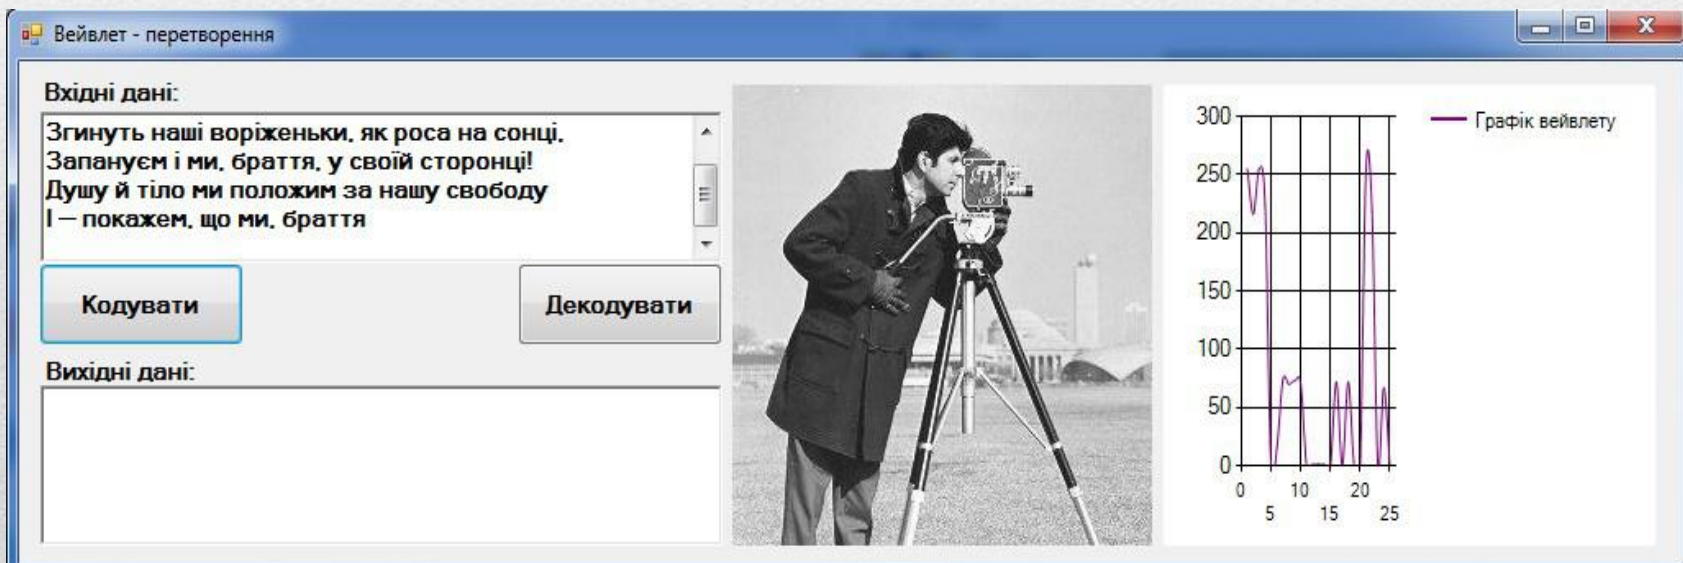 Вейвлет - перетворення
Вхідні дані:
Згинуть наші воріженьки, як роса на сонці,
Запануєм і ми, браття, у своїй сторонці!
Душу й тіло ми положим за нашу свободу
І — покажем, що ми, браття
Кодувати
Декодувати
Вихідні дані:
300
250
200
150
100
50
0
0
10
20
5
15
25
Графік вейвлету